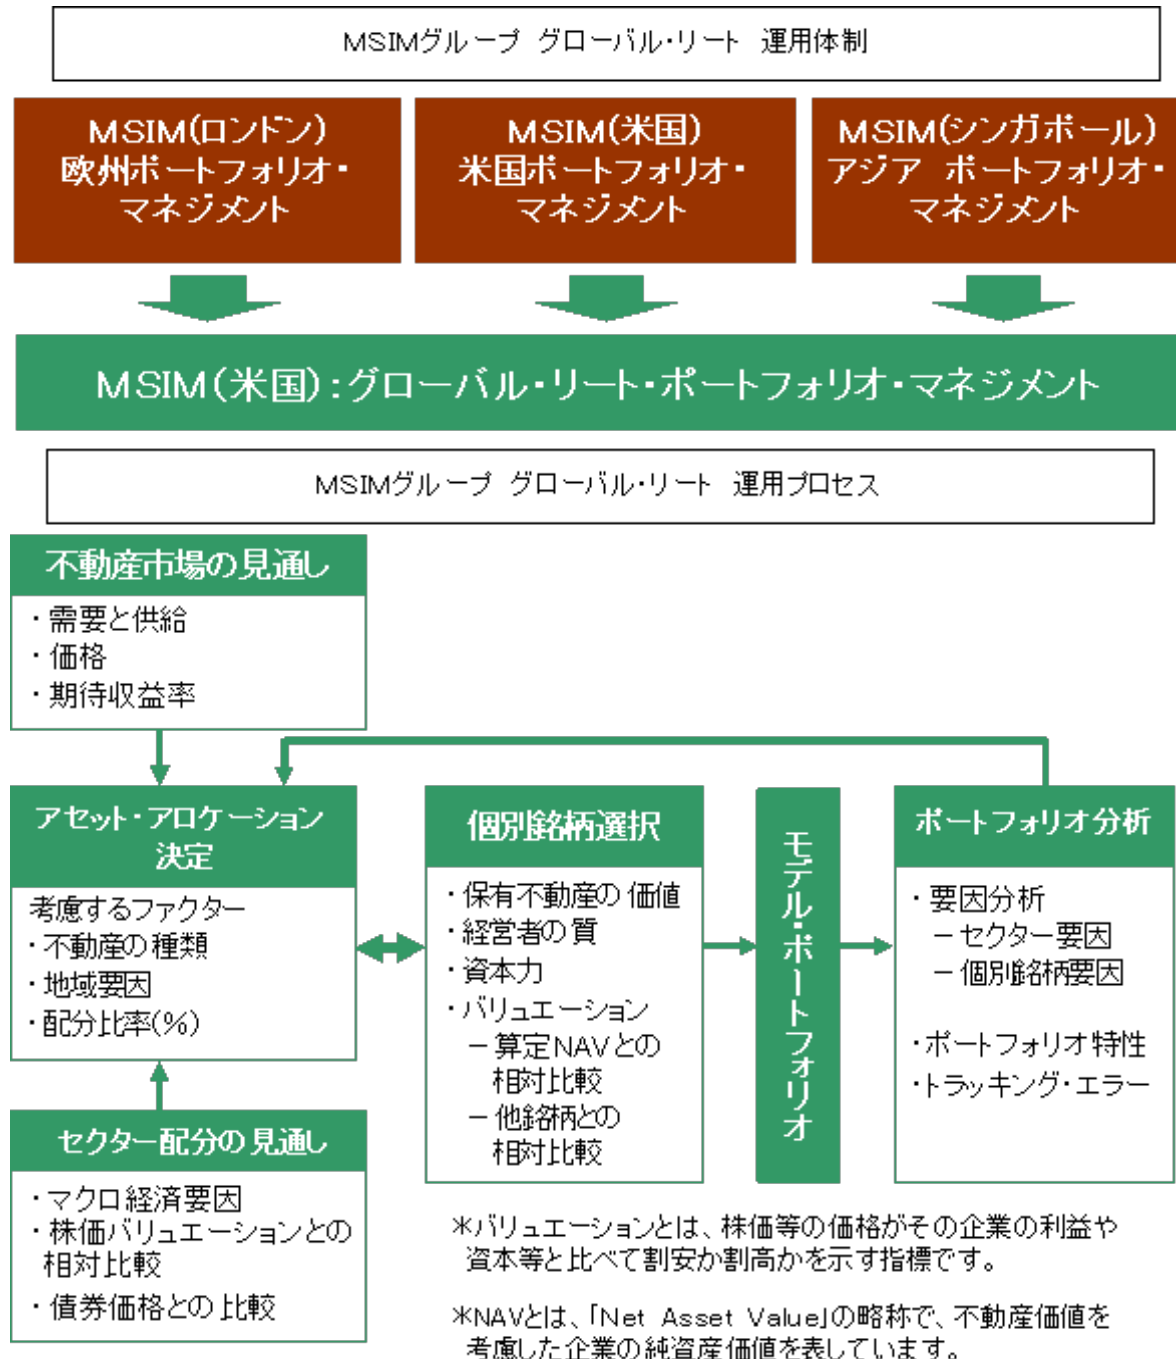 MSIMグループ グローバル・リート 運用体制
MSIM(ロンドン)
欧州ポートフォリオ・
マネジメント
MSIM(米国)
米国ポートフォリオ・
マネジメント
MSIM(シンガポール)
アジア ポートフォリオ・
マネジメント
MSIM(米国):グローバル・リート・ポートフォリオ・マネジメント
MSIMグループ グローバル・リート 運用プロセス
不動産市場の見通し
・需要と供給
・価格
・期待収益率
アセット・アロケーション
決定
考慮するファクター
・不動産の種類
・地域要因
・配分比率(%)
セクター配分の見通し
・マクロ経済要因
・株価バリュエーションとの
相対比較
・債券価格との比較
個別銘柄選択
・保有不動産の価値
・経営者の質
・資本力
・バリュエーション
－算定NAVとの
相対比較
－他銘柄との
相対比較
モデル・ポートフォリオ
ポートフォリオ分析
・要因分析
－セクター要因
－個別銘柄要因
・ポートフォリオ特性
・トラッキング・エラー
＊バリュエーションとは、株価等の価格がその企業の利益や
資本等と比べて割安か割高かを示す指標です。
＊NAVとは、「Net Asset Value」の略称で、不動産価値を
考慮した企業の純資産価値を表しています。